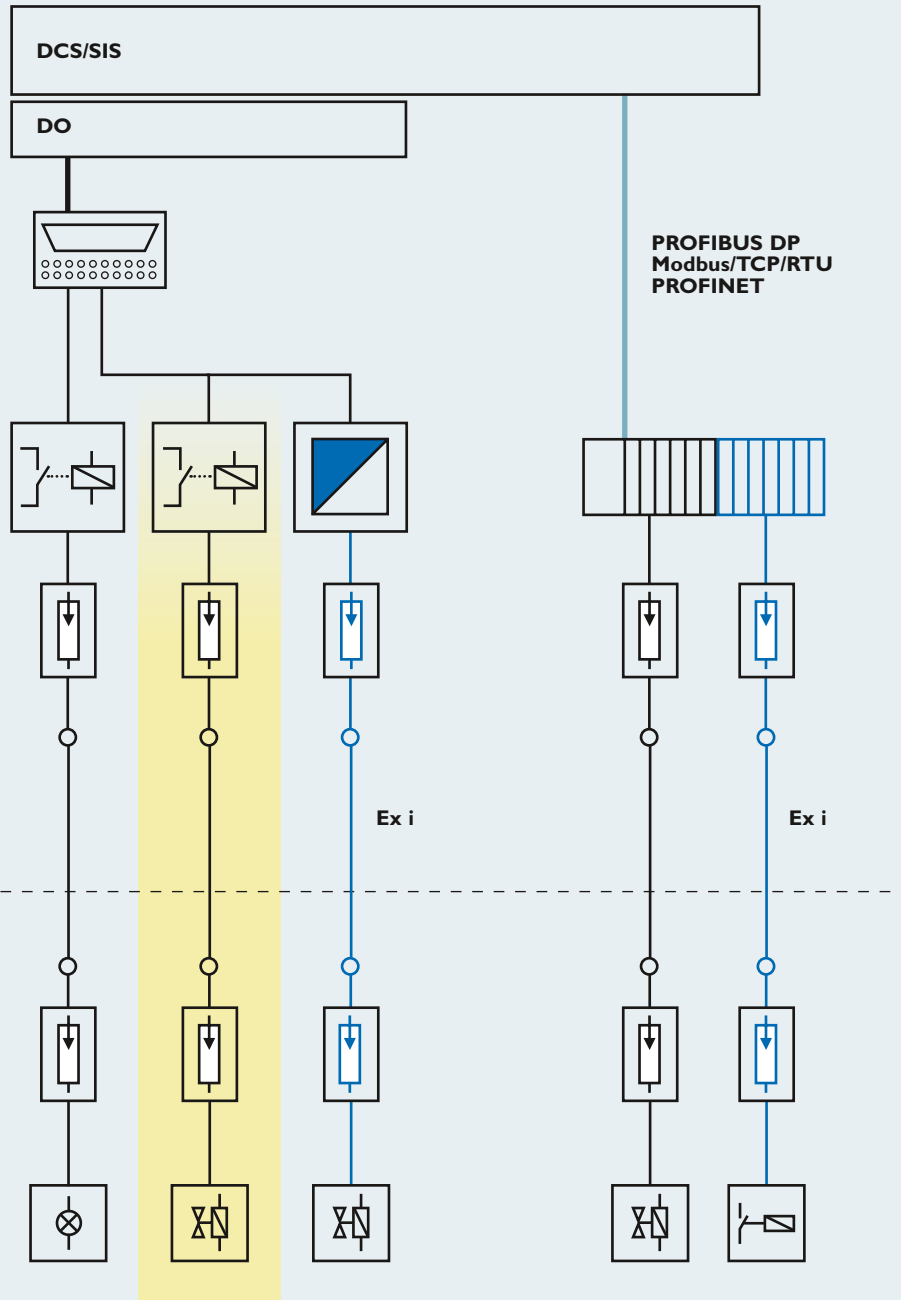 DCS/SIS
DO
PROFIBUS DP
Modbus/TCP/RTU
PROFINET
Ex i
Ex i